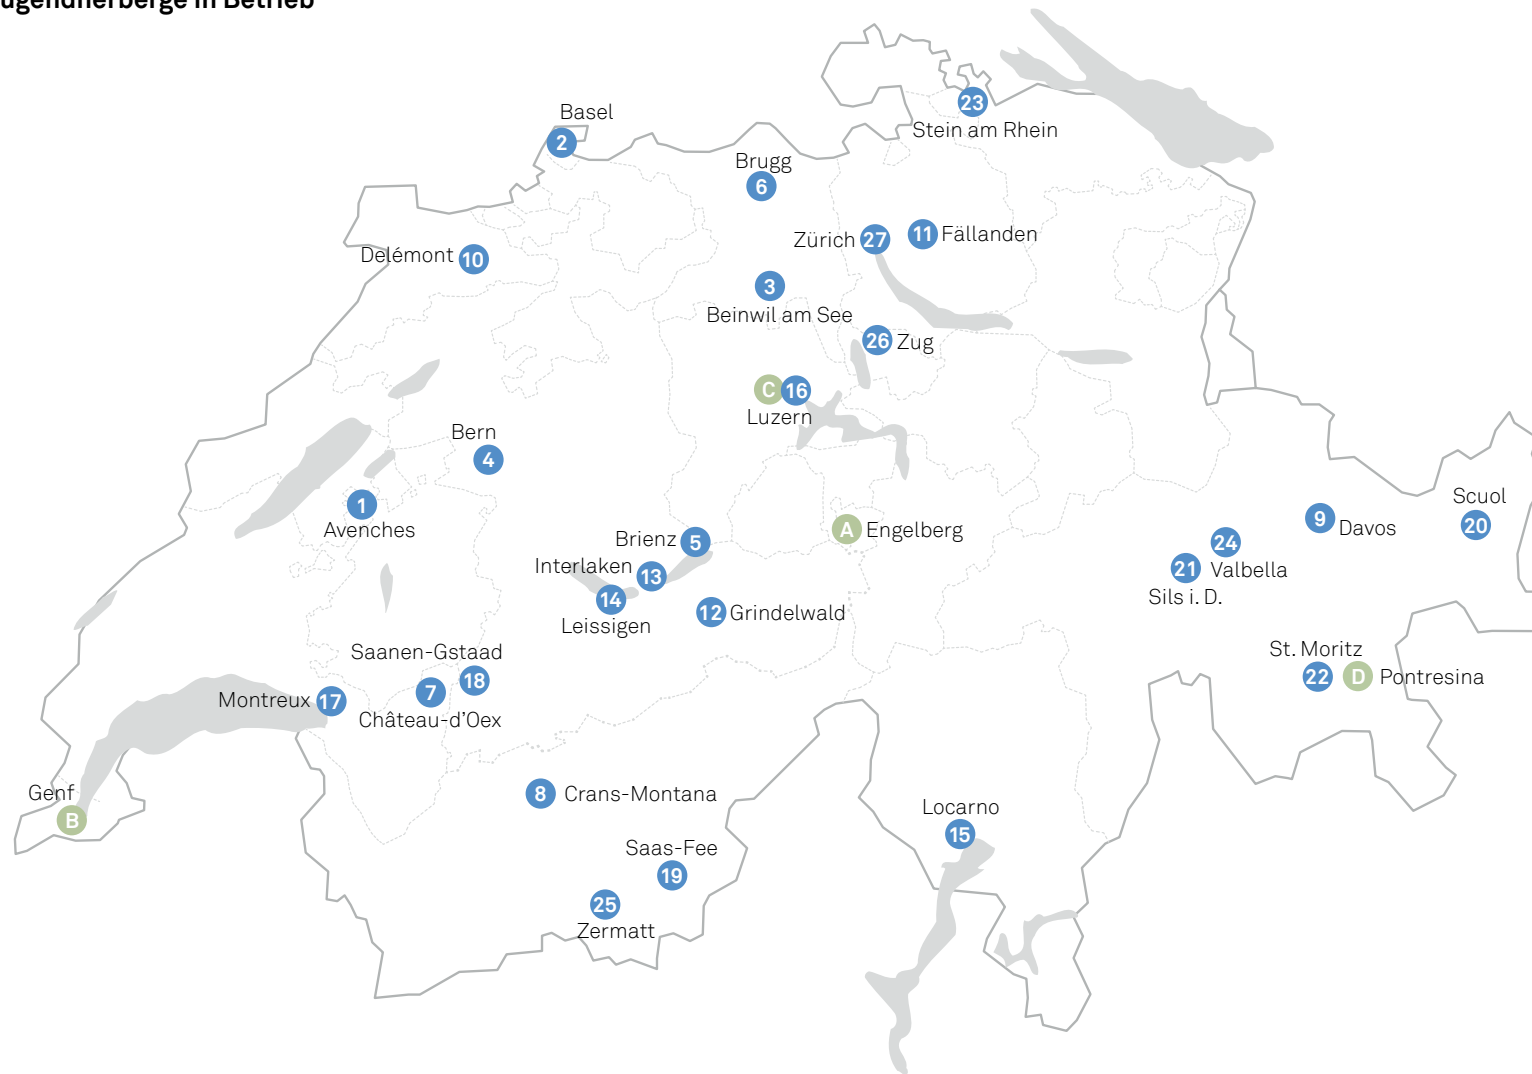 ugendherberge in Betrieb
23
Stein am Rhein
Basel
2
Brugg
6
Zürich 27
11 Fällanden
Delémont 10
3
Beinwil am See
26 Zug
C 16
Luzern
Bern
4
1
Avenches
A Engelberg
Brienz 5
Interlaken
13
14
Leissigen
12 Grindelwald
Scuol
20
9 Davos
24
Valbella
21
Sils i. D.
St. Moritz
22 D Pontresina
Saanen-Gstaad
18
7
Château-d'Oex
Montreux 17
Genf
B
8 Crans-Montana
Locarno
15
Saas-Fee
19
25
Zermatt